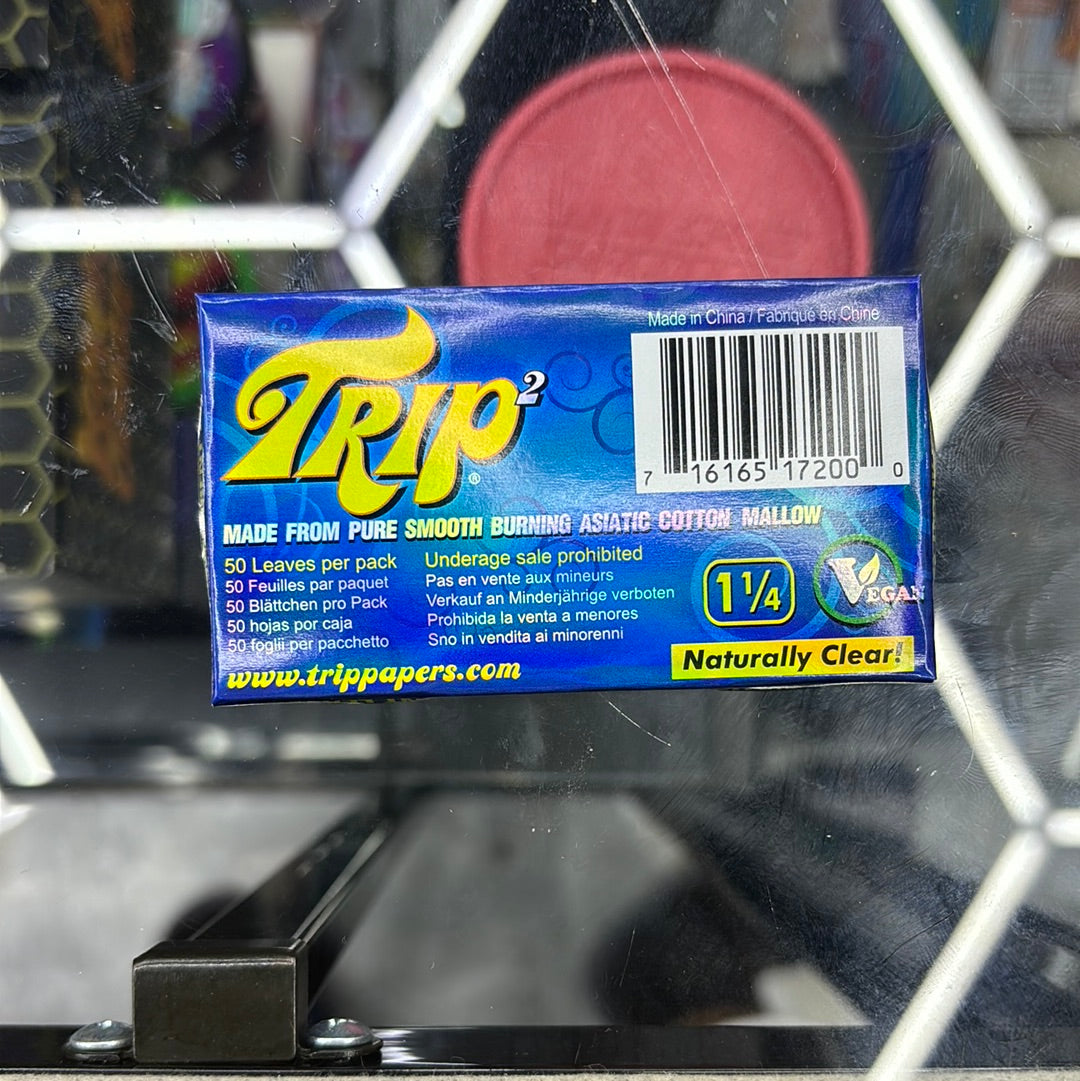 Made in China / Fabriqué en Chine
TRIP²®
7 16165 17200 0
MADE FROM PURE SMOOTH BURNING ASIATIC COTTON MALLOW
50 Leaves per pack
50 Feuilles par paquet
50 Blättchen pro Pack
50 hojas por caja
50 foglii per pacchetto
Underage sale prohibited
Pas en vente aux mineurs
Verkauf an Minderjährige verboten
Prohibida la venta a menores
Sno in vendita ai minorenni
1¼
VEGAN
Naturally Clear!
www.trippapers.com